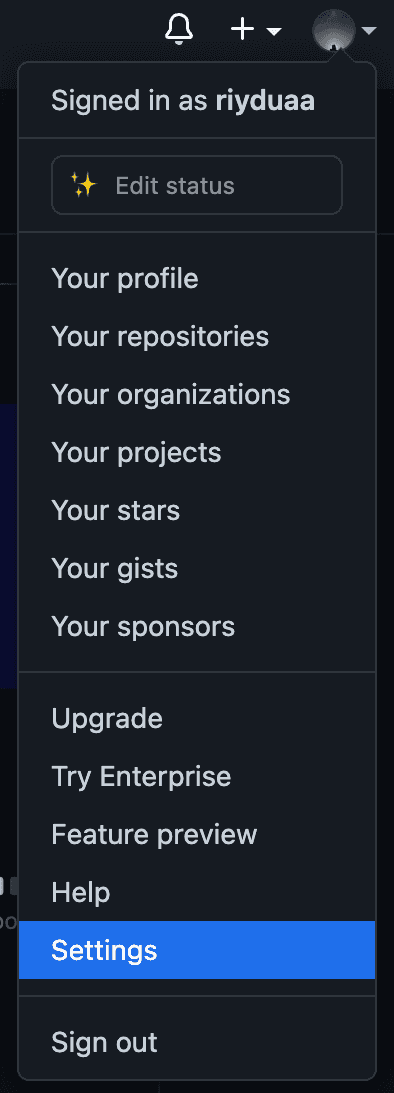 Signed in as riyduaa
Edit status
Your profile
Your repositories
Your organizations
Your projects
Your stars
Your gists
Your sponsors
Upgrade
Try Enterprise
Feature preview
Help
Settings
Sign out